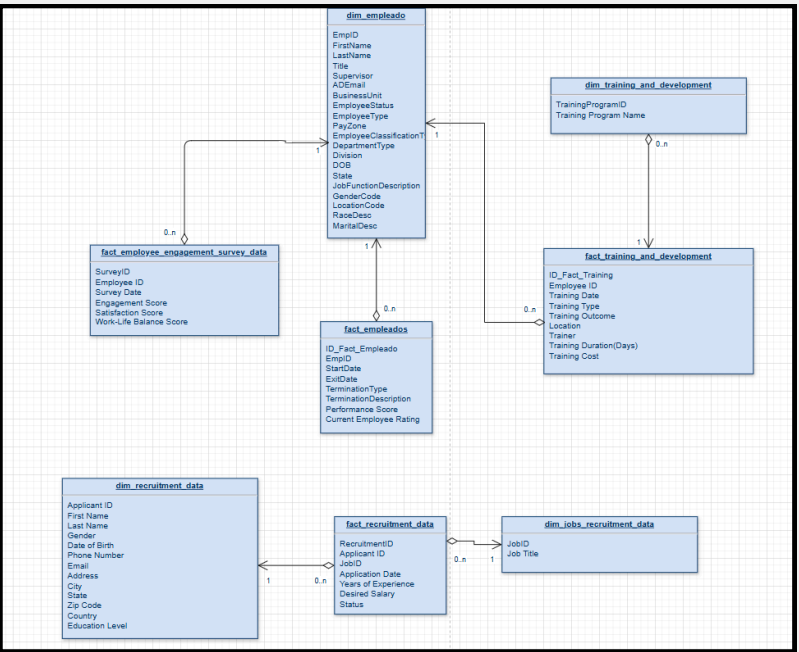 dim_empleado
EmpID
FirstName
LastName
Title
Supervisor
ADEmail
BusinessUnit
EmployeeStatus
EmployeeType
PayZone
EmployeeClassificationT
DepartmentType
Division
DOB
State
JobFunctionDescription
GenderCode
LocationCode
RaceDesc
MaritalDesc
dim_training_and_development
TrainingProgramID
Training Program Name
0..n
1
1
1
0..n
fact_employee_engagement_survey_data
SurveyID
Employee ID
Survey Date
Engagement Score
Satisfaction Score
Work-Life Balance Score
1
0..n
fact_empleados
ID_Fact_Empleado
EmpID
StartDate
ExitDate
TerminationType
TerminationDescription
Performance Score
Current Employee Rating
0..n
fact_training_and_development
ID_Fact_Training
Employee ID
Training Date
Training Type
Training Outcome
Location
Trainer
Training Duration(Days)
Training Cost
dim_recruitment_data
Applicant ID
First Name
Last Name
Gender
Date of Birth
Phone Number
Email
Address
City
State
Zip Code
Country
Education Level
1
0..n
fact_recruitment_data
RecruitmentID
Applicant ID
JobID
Application Date
Years of Experience
Desired Salary
Status
0..n
1
dim_jobs_recruitment_data
JobID
Job Title